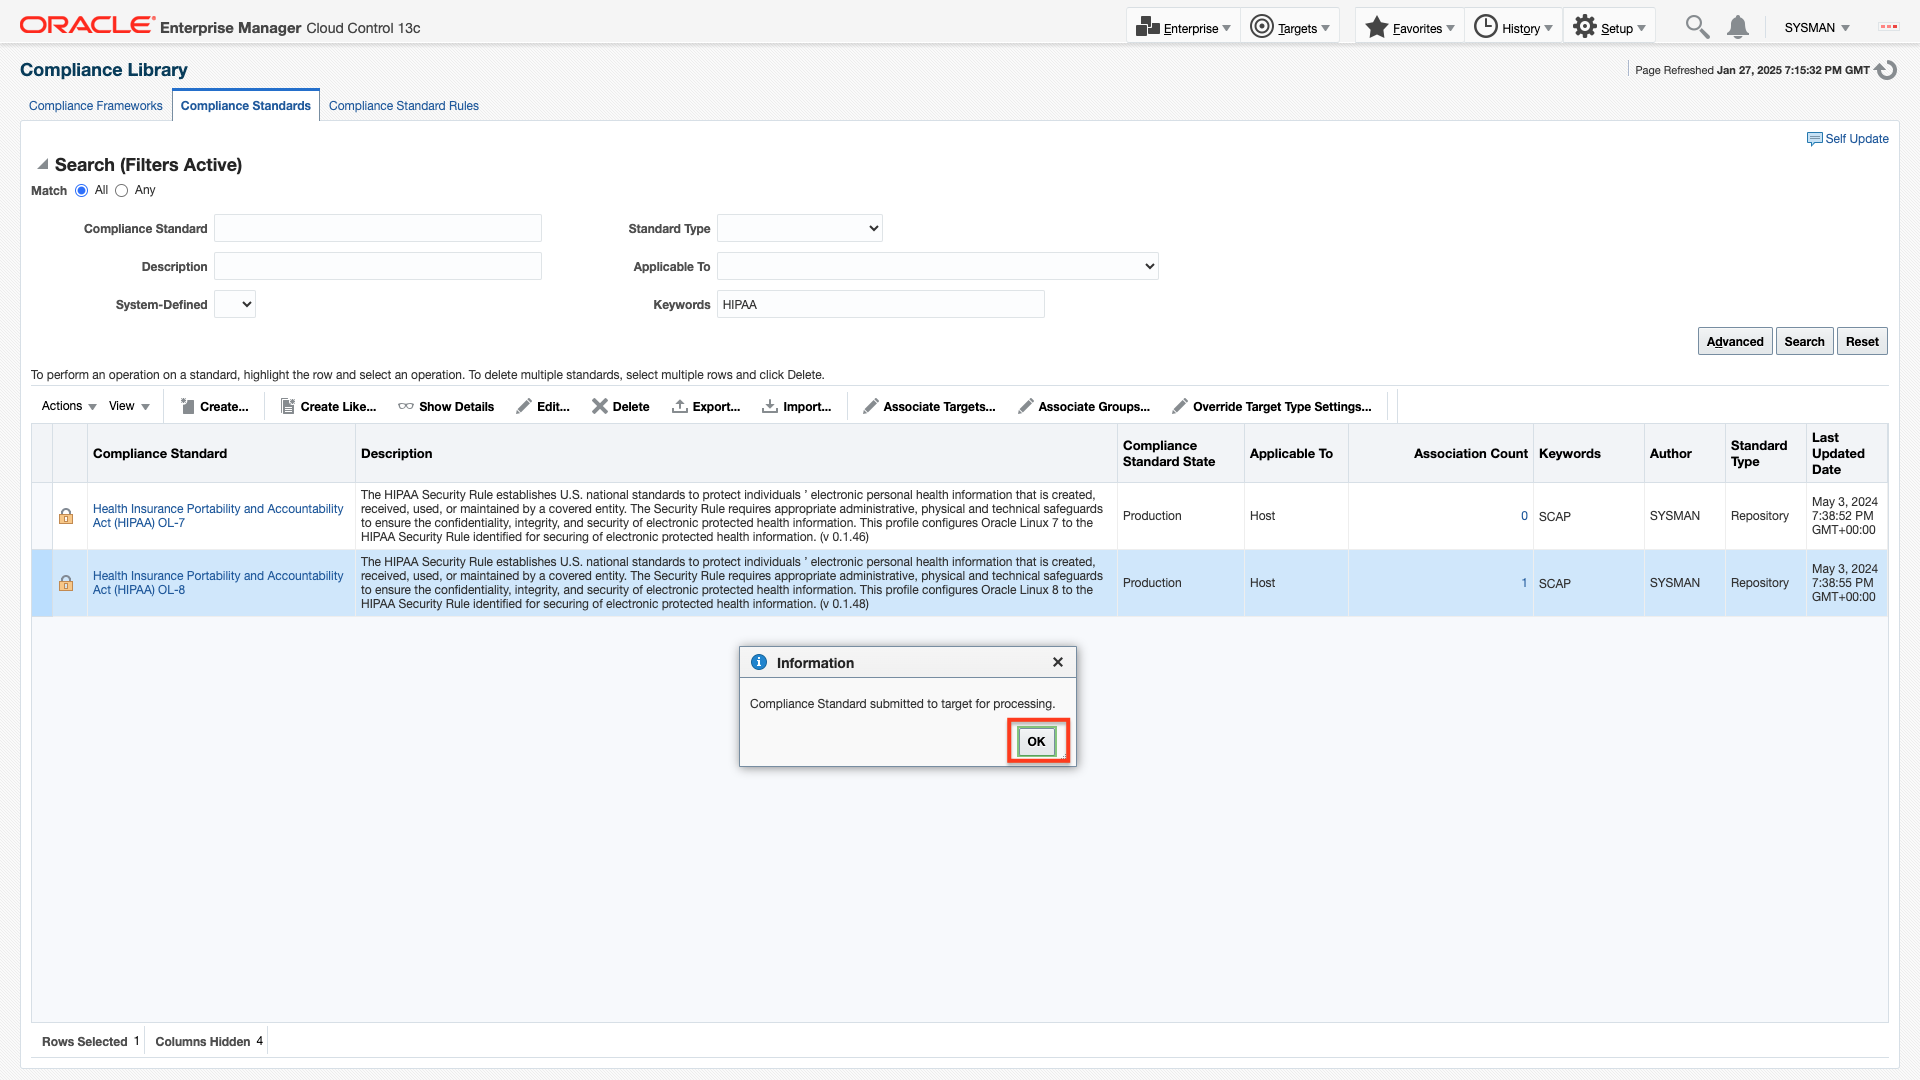 ORACLE Enterprise Manager Cloud Control 13c
Enterprise
Targets
Favorites
History
Setup
SYSMAN
Compliance Library
Page Refreshed Jan 27, 2025 7:15:32 PM GMT
Compliance Frameworks
Compliance Standards
Compliance Standard Rules
Self Update
Search (Filters Active)
Match All Any
Compliance Standard
Standard Type
Description
Applicable To
System-Defined
Keywords HIPAA
Advanced
Search
Reset
To perform an operation on a standard, highlight the row and select an operation. To delete multiple standards, select multiple rows and click Delete.
Actions
View
Create...
Create Like...
Show Details
Edit...
Delete
Export...
Import...
Associate Targets...
Associate Groups...
Override Target Type Settings...
Compliance Standard
Description
Compliance
Standard State
Applicable To
Association Count
Keywords
Author
Standard
Type
Last
Updated
Date
Health Insurance Portability and Accountability
Act (HIPAA) OL-7
The HIPAA Security Rule establishes U.S. national standards to protect individuals ' electronic personal health information that is created,
received, used, or maintained by a covered entity. The Security Rule requires appropriate administrative, physical and technical safeguards
to ensure the confidentiality, integrity, and security of electronic protected health information. This profile configures Oracle Linux 7 to the
HIPAA Security Rule identified for securing of electronic protected health information. (v 0.1.46)
Production
Host
0
SCAP
SYSMAN
Repository
May 3, 2024
7:38:52 PM
GMT+00:00
Health Insurance Portability and Accountability
Act (HIPAA) OL-8
The HIPAA Security Rule establishes U.S. national standards to protect individuals ' electronic personal health information that is created,
received, used, or maintained by a covered entity. The Security Rule requires appropriate administrative, physical and technical safeguards
to ensure the confidentiality, integrity, and security of electronic protected health information. This profile configures Oracle Linux 8 to the
HIPAA Security Rule identified for securing of electronic protected health information. (v 0.1.48)
Production
Host
1
SCAP
SYSMAN
Repository
May 3, 2024
7:38:55 PM
GMT+00:00
Information
Compliance Standard submitted to target for processing.
OK
Rows Selected 1
Columns Hidden 4